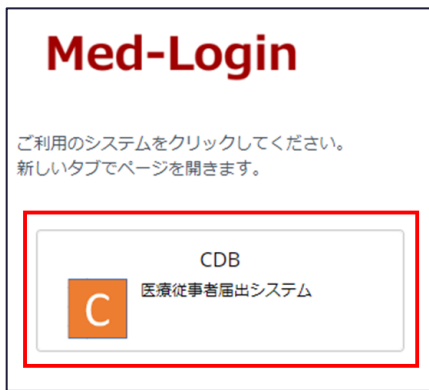 Med-Login
ご利用のシステムをクリックしてください。
新しいタブでページを開きます。
CDB
C
医療従事者届出システム